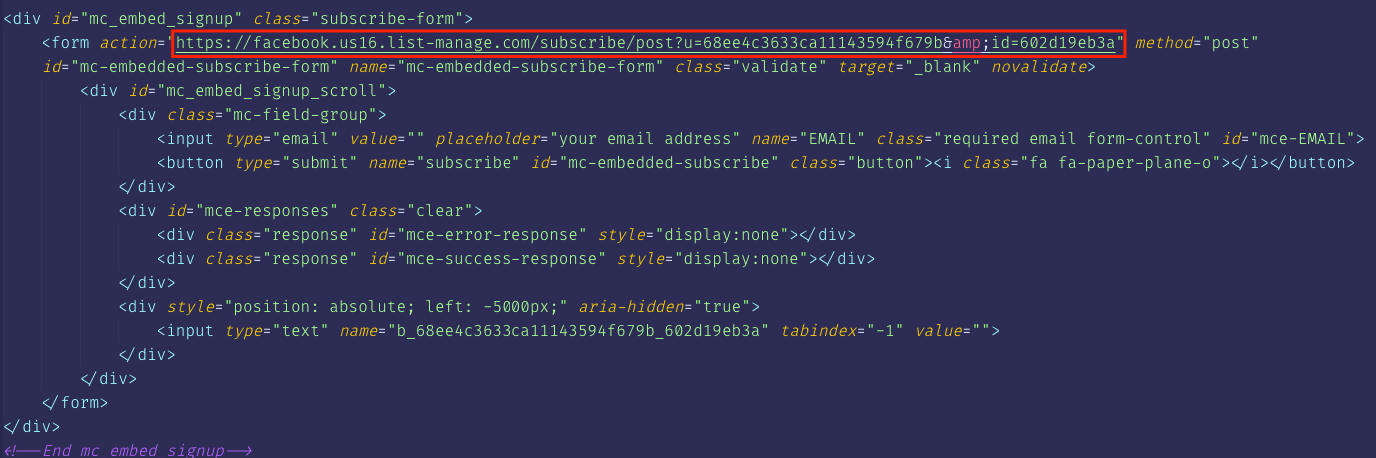 <div id="mc_embed_signup" class="subscribe-form">
<form action="https://facebook.us16.list-manage.com/subscribe/post?u=68ee4c3633ca11143594f679b&amp;id=602d19eb3a" method="post"
id="mc-embedded-subscribe-form" name="mc-embedded-subscribe-form" class="validate" target="_blank" novalidate>
<div id="mc_embed_signup_scroll">
<div class="mc-field-group">
<input type="email" value="" placeholder="your email address" name="EMAIL" class="required email form-control" id="mce-EMAIL">
<button type="submit" name="subscribe" id="mc-embedded-subscribe" class="button"><i class="fa fa-paper-plane-o"></i></button>
</div>
<div id="mce-responses" class="clear">
<div class="response" id="mce-error-response" style="display:none"></div>
<div class="response" id="mce-success-response" style="display:none"></div>
</div>
<div style="position: absolute; left: -5000px;" aria-hidden="true">
<input type="text" name="b_68ee4c3633ca11143594f679b_602d19eb3a" tabindex="-1" value="">
</div>
</div>
</form>
</div>
<!--End mc_embed_signup-->